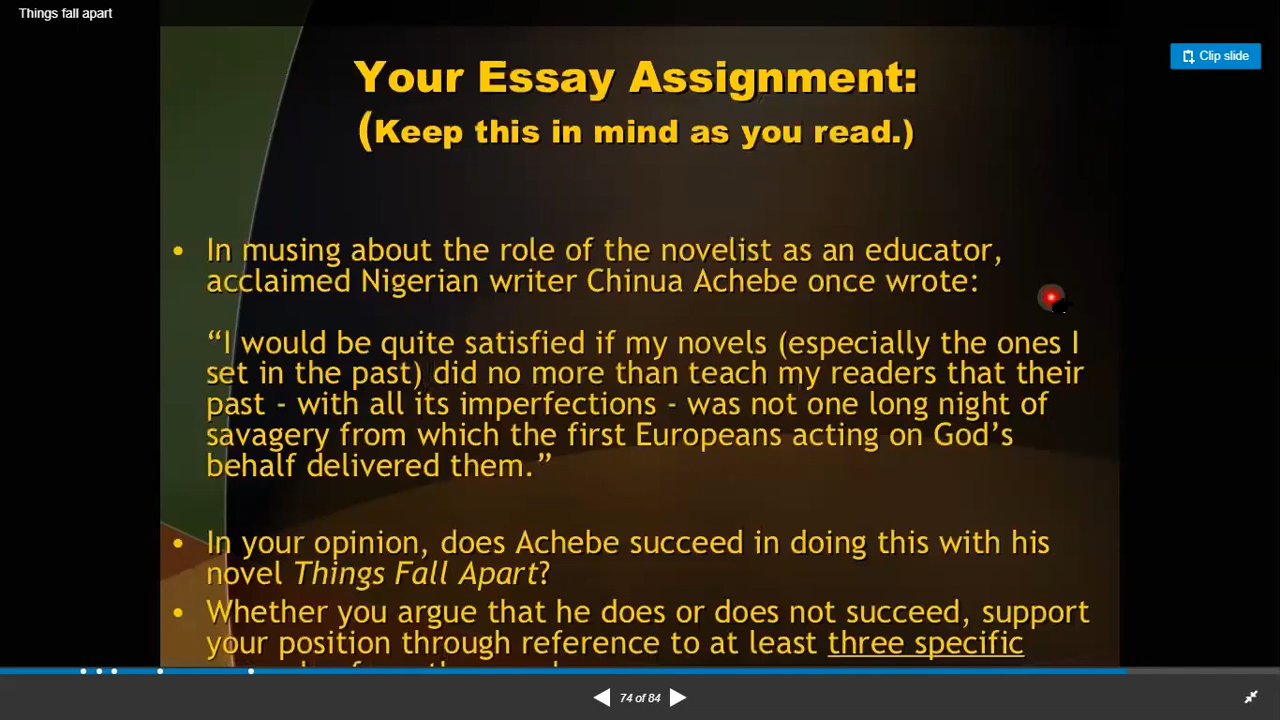 Things fall apart
Clip slide
Your Essay Assignment:
(Keep this in mind as you read.)
• In musing about the role of the novelist as an educator,
acclaimed Nigerian writer Chinua Achebe once wrote:
“I would be quite satisfied if my novels (especially the ones I
set in the past) did no more than teach my readers that their
past - with all its imperfections - was not one long night of
savagery from which the first Europeans acting on God’s
behalf delivered them.”
• In your opinion, does Achebe succeed in doing this with his
novel Things Fall Apart?
• Whether you argue that he does or does not succeed, support
your position through reference to at least three specific
74 of 84